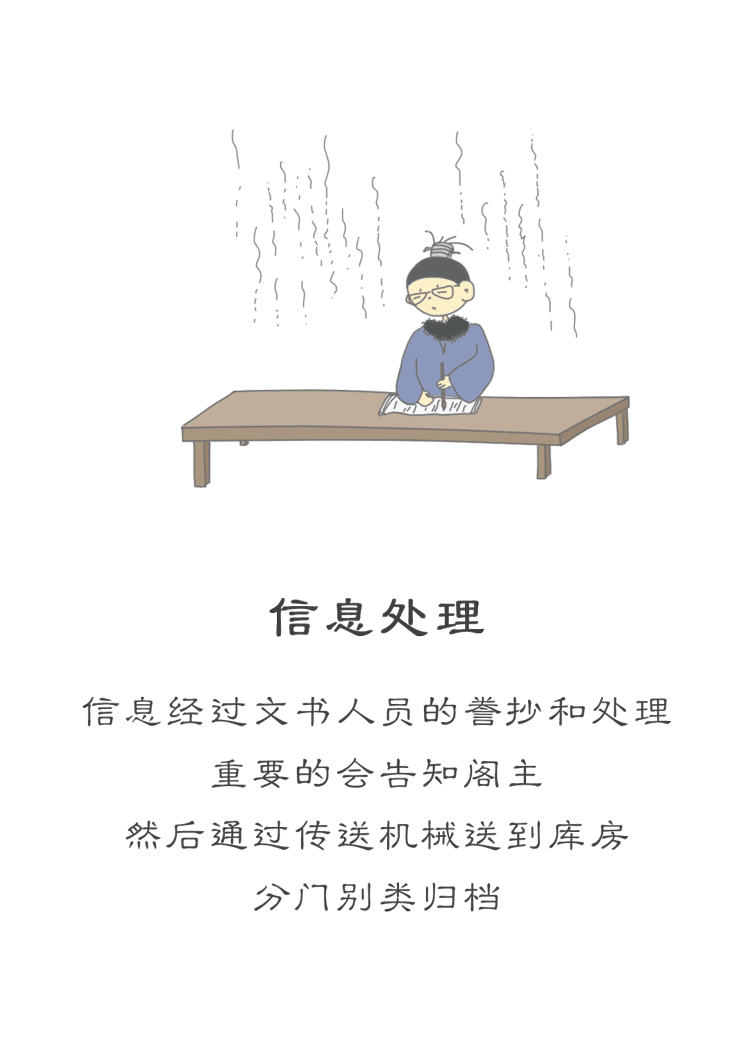 信息处理
信息经过文书人员的誊抄和处理
重要的会告知阁主
然后通过传送机械送到库房
分门别类归档